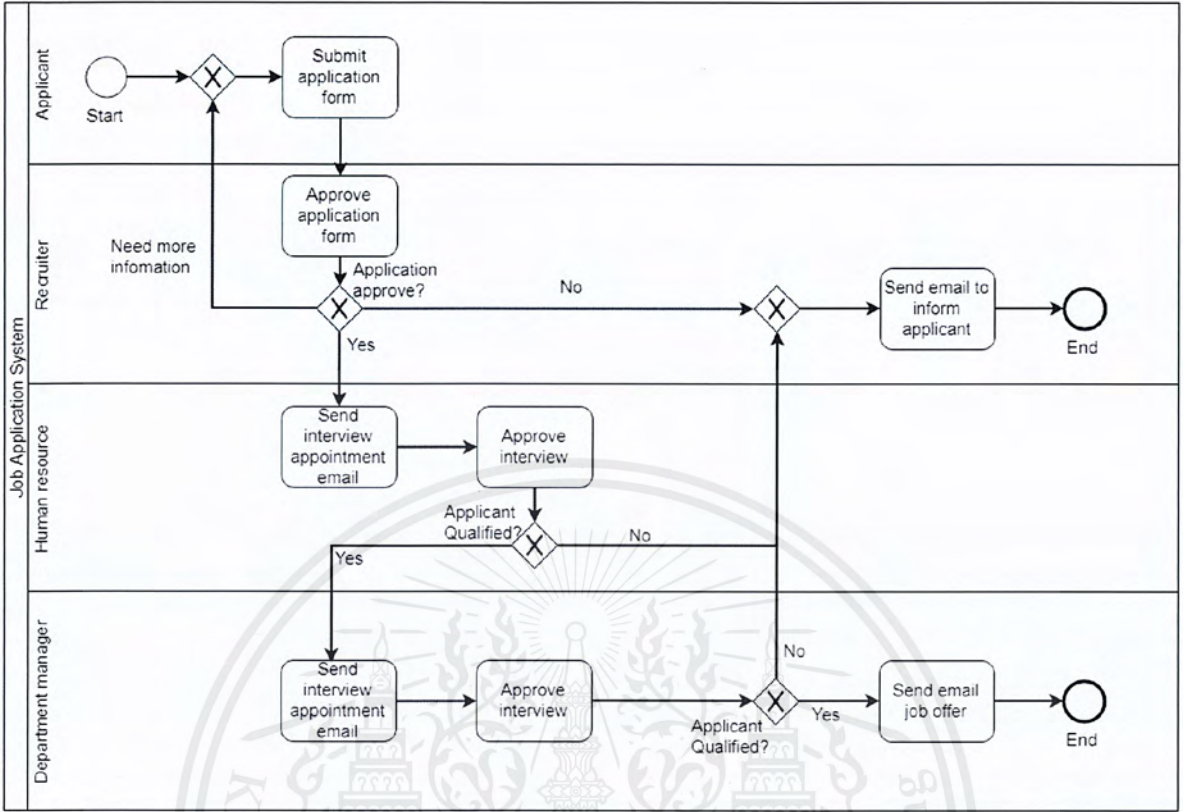 Job Application System
Applicant
Start
X
Submit
application
form
Recruiter
Approve
application
form
Need more
infomation
Application
approve?
X
No
X
Send email to
inform
applicant
End
Yes
Human resource
Send
interview
appointment
email
Approve
interview
Applicant
Qualified?
X
No
Yes
Department manager
Send
interview
appointment
email
Approve
interview
No
X
Applicant
Qualified?
Yes
Send email
job offer
End